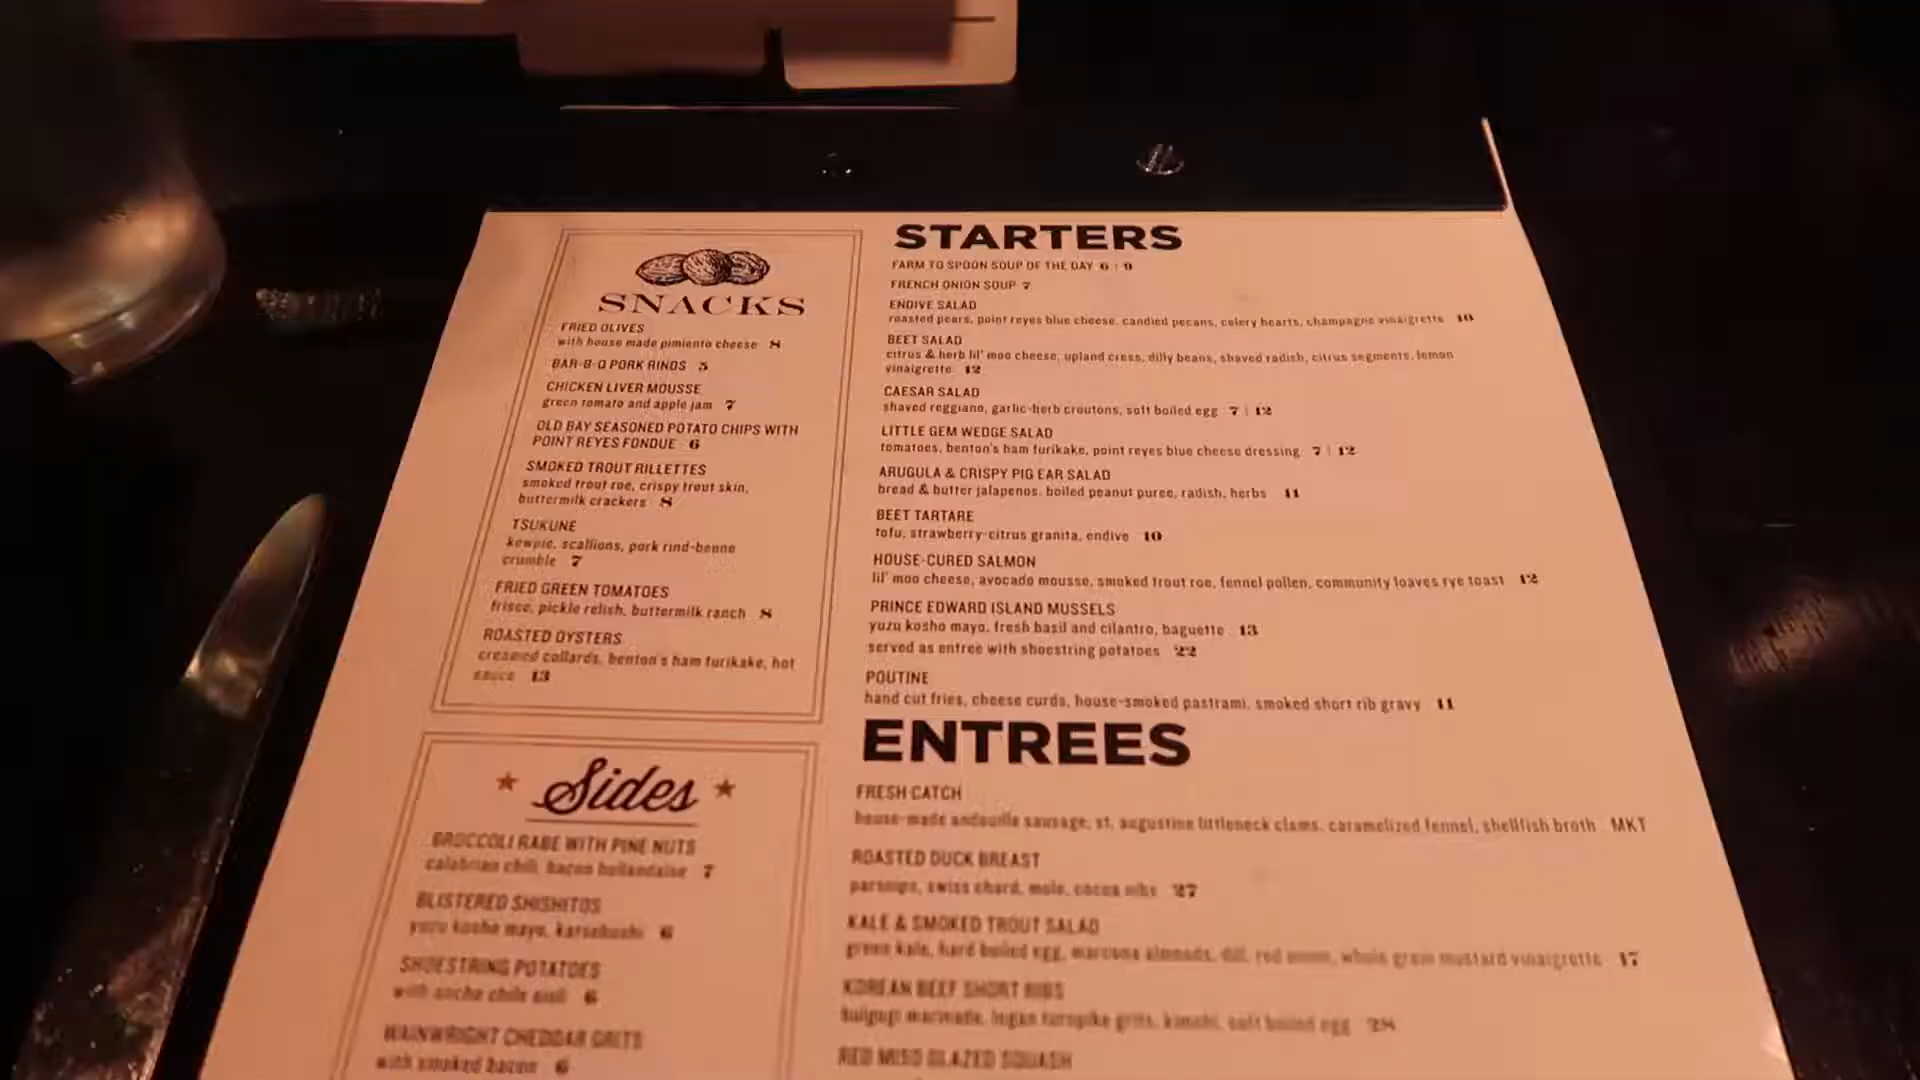 SNACKS
FRIED OLIVES
with house made pimiento cheese 8
BAR-B-Q PORK RINDS 5
CHICKEN LIVER MOUSSE
green tomato and apple jam 7
OLD BAY SEASONED POTATO CHIPS WITH
POINT REYES FONDUE 6
SMOKED TROUT RILLETTES
smoked trout roe, crispy trout skin,
buttermilk crackers 8
TSUKUNE
kewpie, scallions, pork rind-benne
crumble 7
FRIED GREEN TOMATOES
frisee, pickle relish, buttermilk ranch 8
ROASTED OYSTERS
creamed collards, benton's ham furikake, hot
sauce 13
Sides
BROCCOLI RABE WITH PINE NUTS
calabrian chili, bacon hollandaise 7
BLISTERED SHISHITOS
yuzu kosho mayo, katsobushi 6
SHOESTRING POTATOES
with ancho chile aioli 6
WAINWRIGHT CHEDDAR GRITS
with smoked bacon 6
STARTERS
FARM TO SPOON SOUP OF THE DAY 6 | 9
FRENCH ONION SOUP 7
ENDIVE SALAD
roasted pears, point reyes blue cheese, candied pecans, celery hearts, champagne vinaigrette 10
BEET SALAD
citrus & herb lil' moo cheese, upland cress, dilly beans, shaved radish, citrus segments, lemon
vinaigrette 12
CAESAR SALAD
shaved reggiano, garlic-herb croutons, soft boiled egg 7 | 12
LITTLE GEM WEDGE SALAD
tomatoes, benton's ham furikake, point reyes blue cheese dressing 7 | 12
ARUGULA & CRISPY PIG EAR SALAD
bread & butter jalapenos, boiled peanut puree, radish, herbs 11
BEET TARTARE
tofu, strawberry-citrus granita, endive 10
HOUSE-CURED SALMON
lil' moo cheese, avocado mousse, smoked trout roe, fennel pollen, community loaves rye toast 12
PRINCE EDWARD ISLAND MUSSELS
yuzu kosho mayo, fresh basil and cilantro, baguette 13
served as entree with shoestring potatoes 22
POUTINE
hand cut fries, cheese curds, house-smoked pastrami, smoked short rib gravy 11
ENTREES
FRESH CATCH
house-made andouille sausage, st. augustine littleneck clams, caramelized fennel, shellfish broth MKT
ROASTED DUCK BREAST
parsnips, swiss chard, mole, cocoa nibs 27
KALE & SMOKED TROUT SALAD
green kale, hard boiled egg, marcona almonds, dill, red onion, whole grain mustard vinaigrette 17
KOREAN BEEF SHORT RIBS
bulgogi marinade, logan turnpike grits, kimchi, soft boiled egg 28
RED MISO GLAZED SQUASH